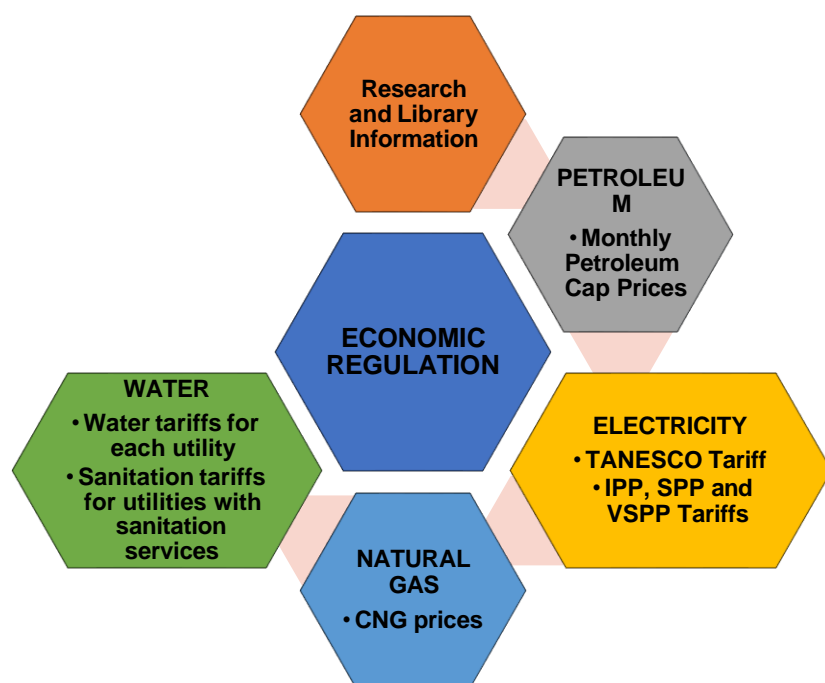 Research
and Library
Information
PETROLEU
M
• Monthly
Petroleum
Cap Prices
ECONOMIC
REGULATION
WATER
• Water tariffs for
each utility
• Sanitation tariffs
for utilities with
sanitation
services
ELECTRICITY
• TANESCO Tariff
• IPP, SPP and
VSPP Tariffs
NATURAL
GAS
• CNG prices